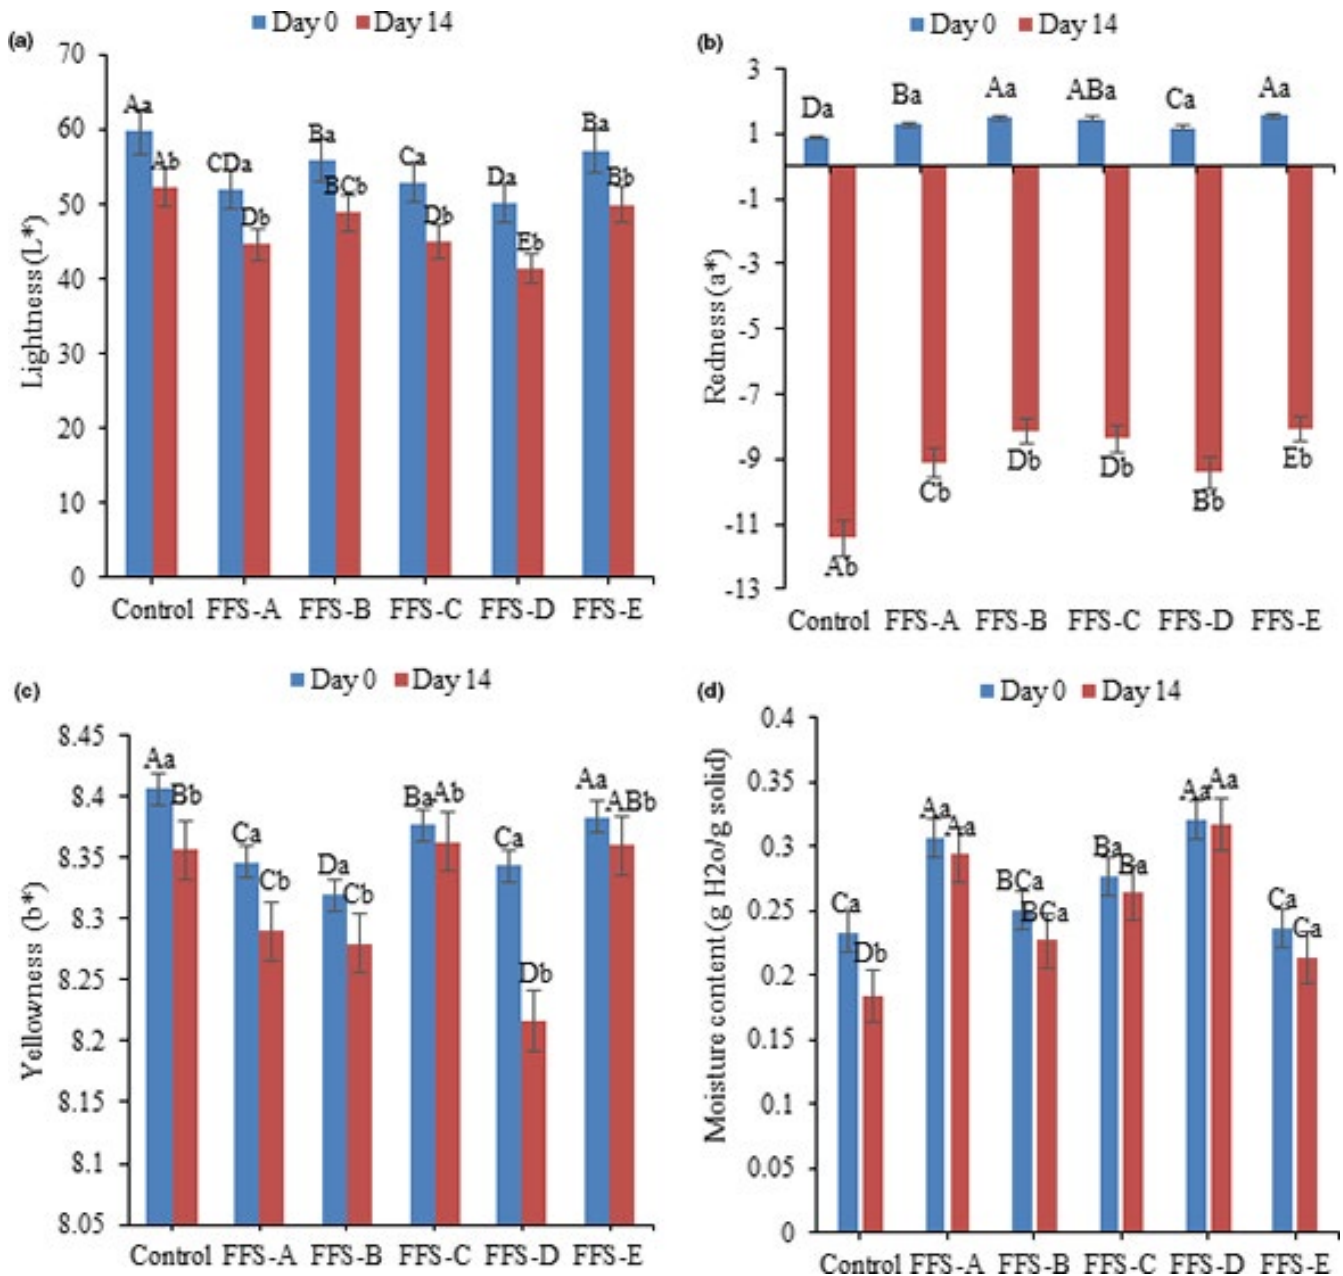 (a)
Day 0 Day 14
Lightness (L*)
70
60
50
40
30
20
10
0
Aa
Ab
CDa
Db
Ba
BCb
Ca
Db
Da
Eb
Ba
Bb
Control FFS-A FFS-B FFS-C FFS-D FFS-E
(b)
Day 0 Day 14
Redness (a*)
3
1
-1
-3
-5
-7
-9
-11
-13
Da
Ba
Aa
ABa
Ca
Aa
Ab
Cb
Db
Db
Bb
Eb
Control FFS-A FFS-B FFS-C FFS-D FFS-E
(c)
Day 0 Day 14
Yellowness (b*)
8.45
8.4
8.35
8.3
8.25
8.2
8.15
8.1
8.05
Aa
Bb
Ca
Cb
Da
Cb
Ba
Ab
Ca
Db
Aa
ABb
Control FFS-A FFS-B FFS-C FFS-D FFS-E
(d)
Day 0 Day 14
Moisture content (g H2o/g solid)
0.4
0.35
0.3
0.25
0.2
0.15
0.1
0.05
0
Ca
Db
Aa
Aa
BCa
BCa
Ba
Ba
Aa
Aa
Ca
Ca
Control FFS-A FFS-B FFS-C FFS-D FFS-E